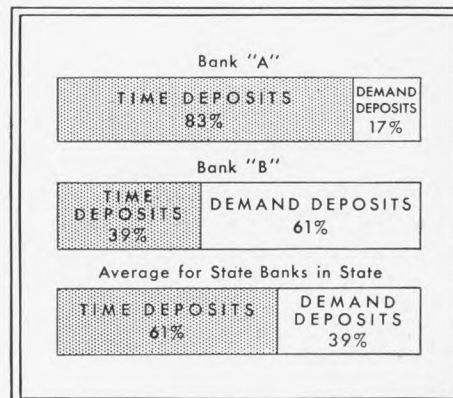 Bank "A"
TIME DEPOSITS
83%
DEMAND
DEPOSITS
17%
Bank "B"
TIME
DEPOSITS
39%
DEMAND DEPOSITS
61%
Average for State Banks in State
TIME DEPOSITS
61%
DEMAND
DEPOSITS
39%